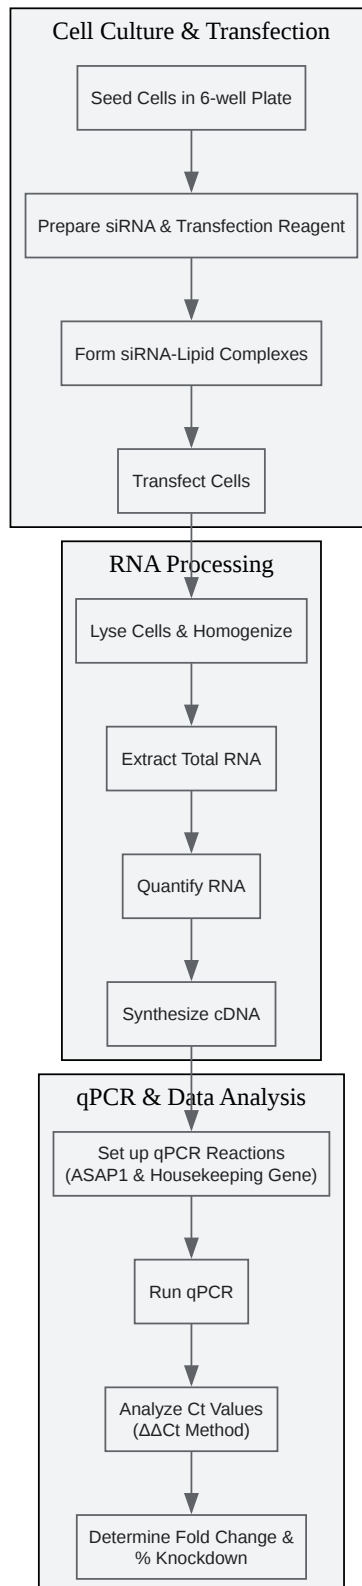 Cell Culture & Transfection
Seed Cells in 6-well Plate
Prepare siRNA & Transfection Reagent
Form siRNA-Lipid Complexes
Transfect Cells
RNA Processing
Lyse Cells & Homogenize
Extract Total RNA
Quantify RNA
Synthesize cDNA
qPCR & Data Analysis
Set up qPCR Reactions
(ASAP1 & Housekeeping Gene)
Run qPCR
Analyze Ct Values
(ΔΔCt Method)
Determine Fold Change &
% Knockdown